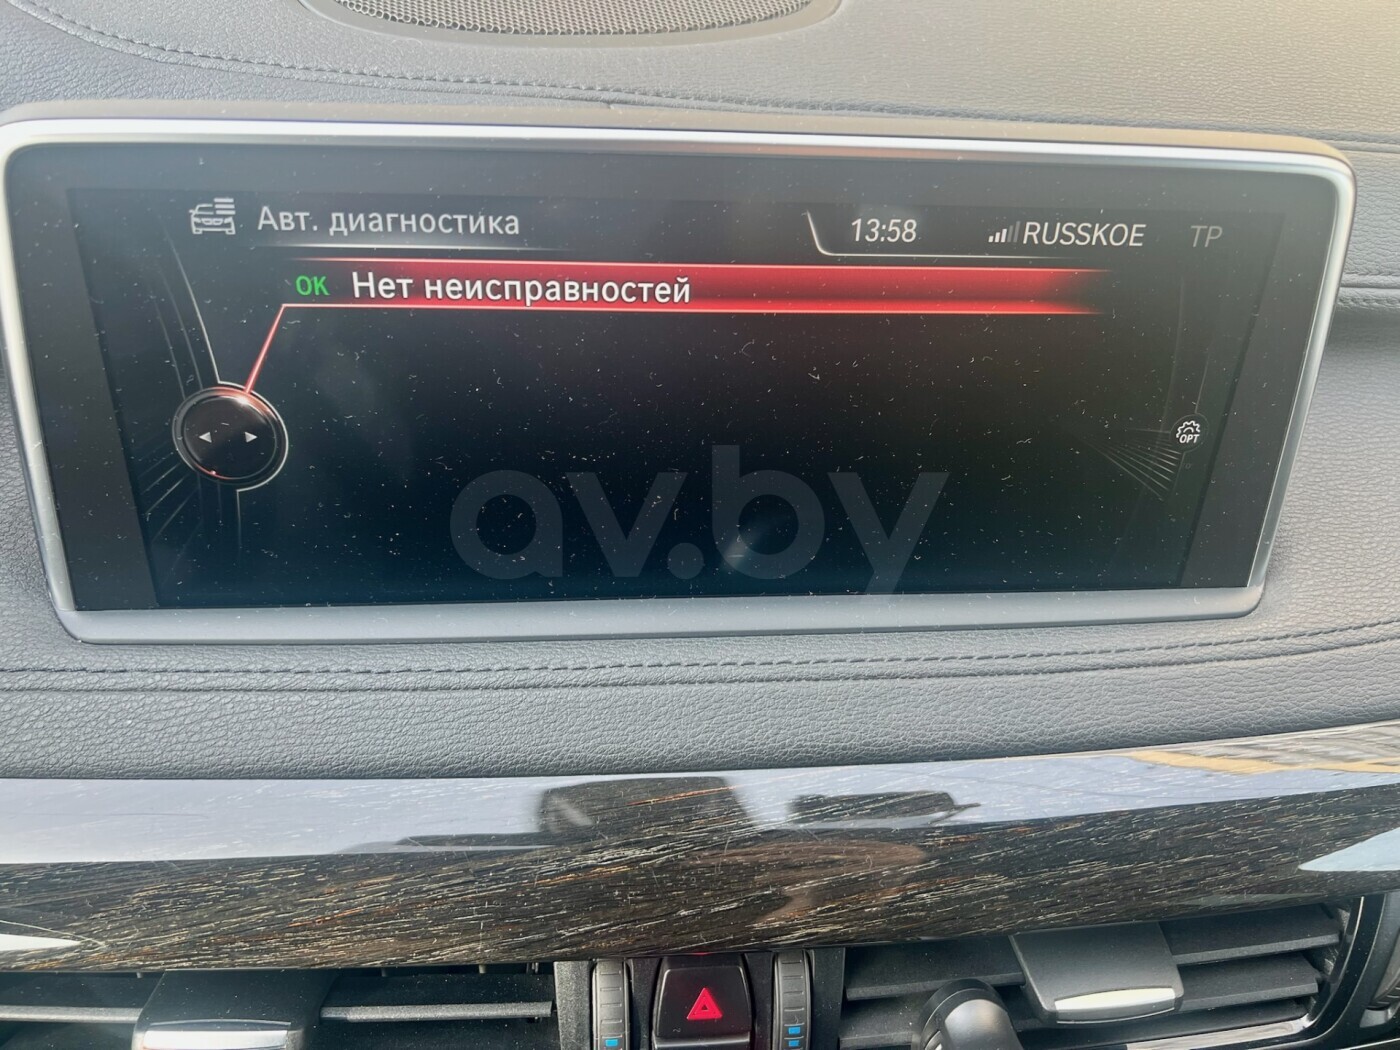 Авт. диагностика
13:58
RUSSKOE
TP
OK Нет неисправностей
OPT
av.by